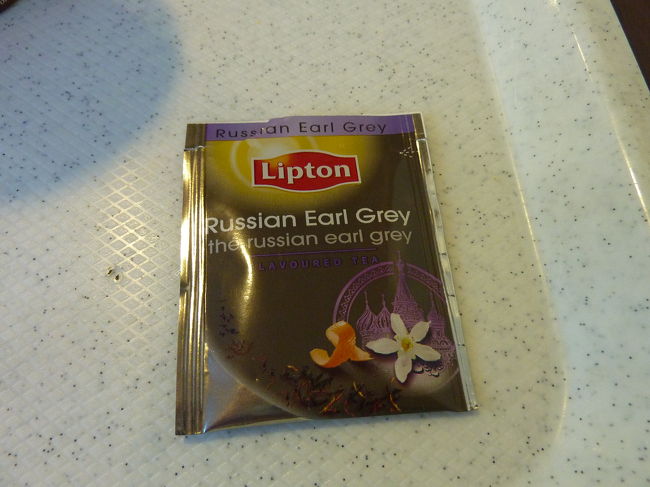 Russian Earl Grey
Lipton
Russian Earl Grey
the russian earl grey
FLAVOURED TEA